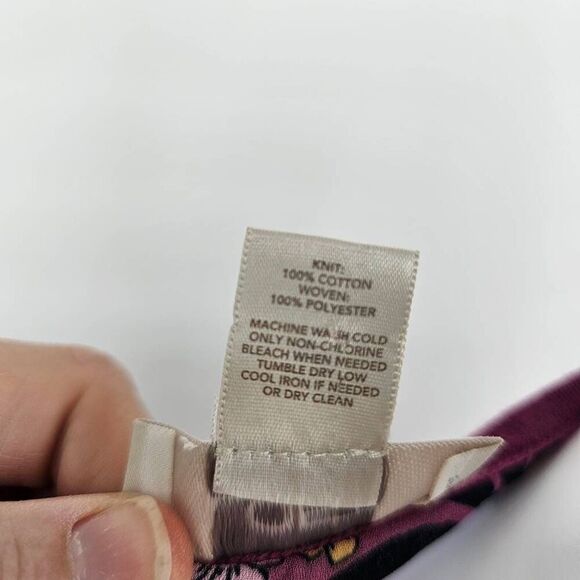 KNIT:
100% COTTON
WOVEN:
100% POLYESTER
MACHINE WASH COLD
ONLY NON-CHLORINE
BLEACH WHEN NEEDED
TUMBLE DRY LOW
COOL IRON IF NEEDED
OR DRY CLEAN